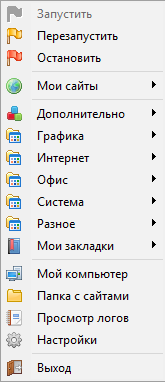 Запустить
Перезапустить
Остановить
Мои сайты
Дополнительно
Графика
Интернет
Офис
Система
Разное
Мои закладки
Мой компьютер
Папка с сайтами
Просмотр логов
Настройки
Выход